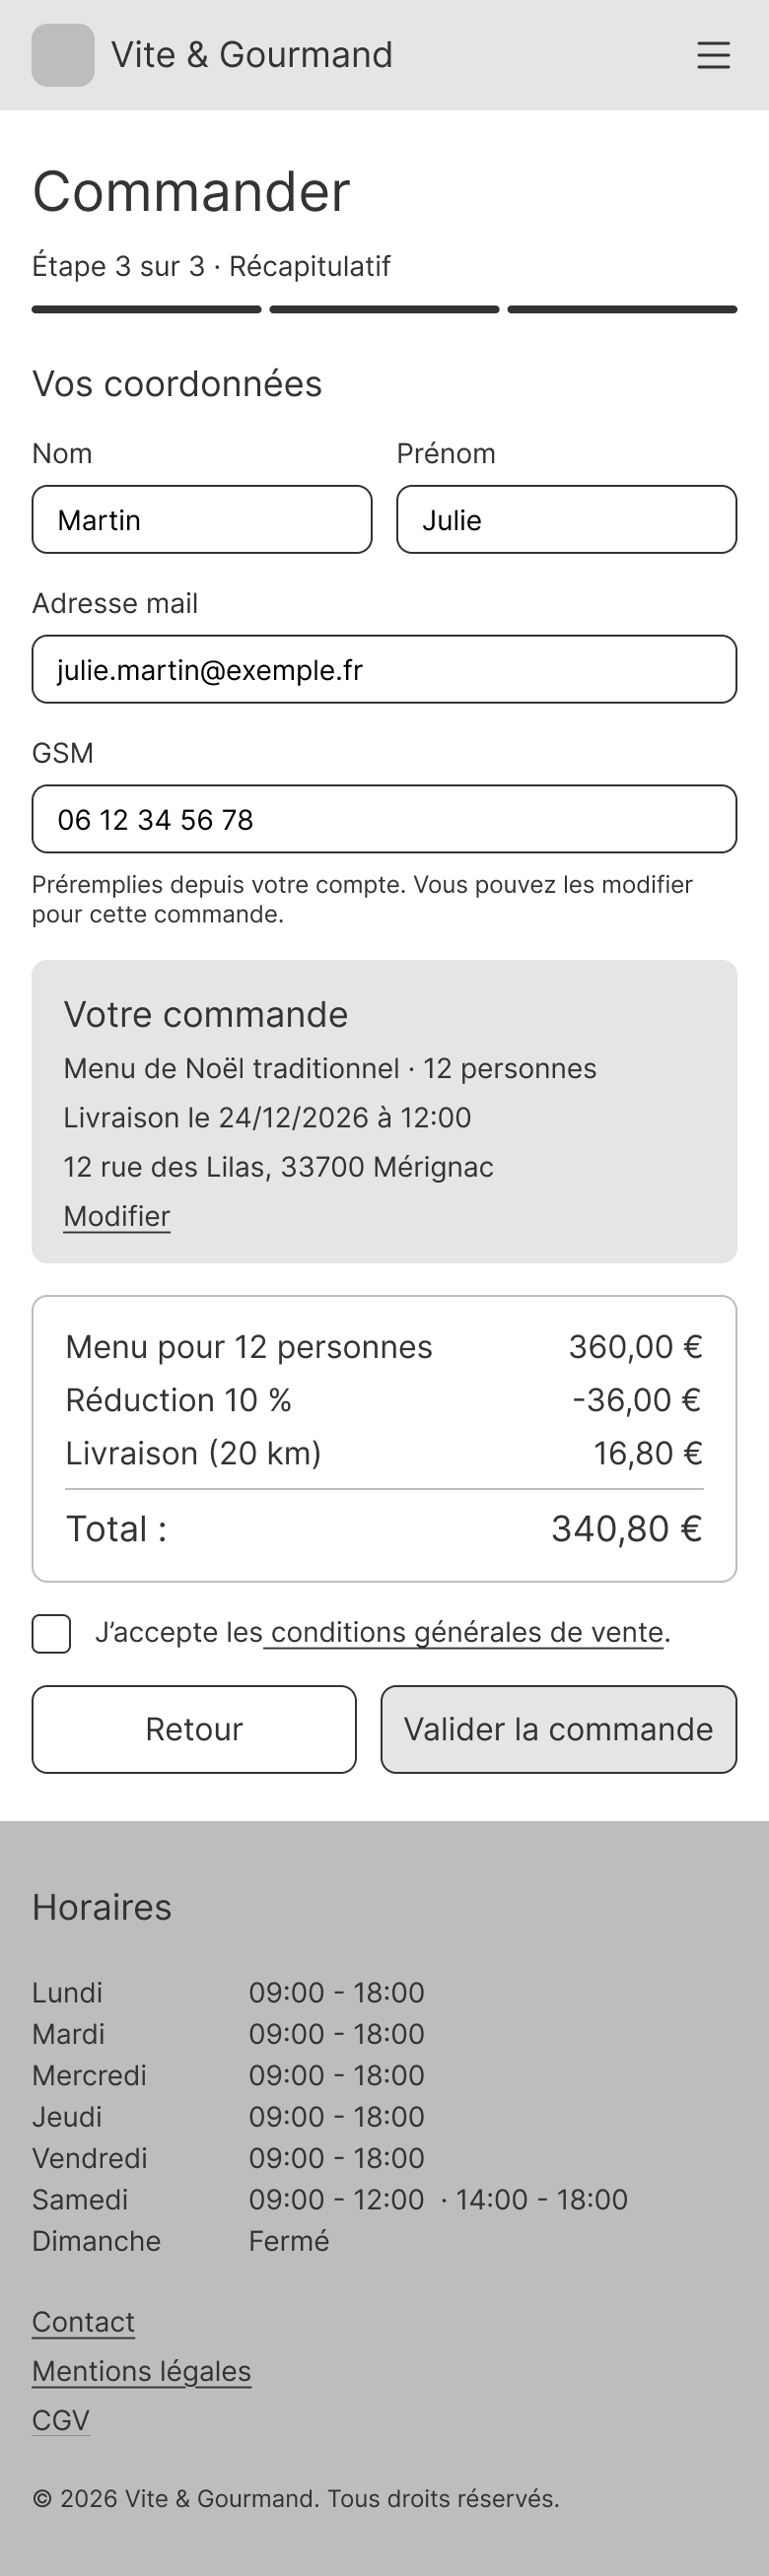 Vite & Gourmand
Commander
Étape 3 sur 3 · Récapitulatif
Vos coordonnées
Nom Prénom
Martin Julie
Adresse mail
julie.martin@exemple.fr
GSM
06 12 34 56 78
Préremplies depuis votre compte. Vous pouvez les modifier
pour cette commande.
Votre commande
Menu de Noël traditionnel · 12 personnes
Livraison le 24/12/2026 à 12:00
12 rue des Lilas, 33700 Mérignac
Modifier
Menu pour 12 personnes 360,00 €
Réduction 10 % -36,00 €
Livraison (20 km) 16,80 €
Total : 340,80 €
J’accepte les conditions générales de vente.
Retour Valider la commande
Horaires
Lundi 09:00 - 18:00
Mardi 09:00 - 18:00
Mercredi 09:00 - 18:00
Jeudi 09:00 - 18:00
Vendredi 09:00 - 18:00
Samedi 09:00 - 12:00 · 14:00 - 18:00
Dimanche Fermé
Contact
Mentions légales
CGV
© 2026 Vite & Gourmand. Tous droits réservés.